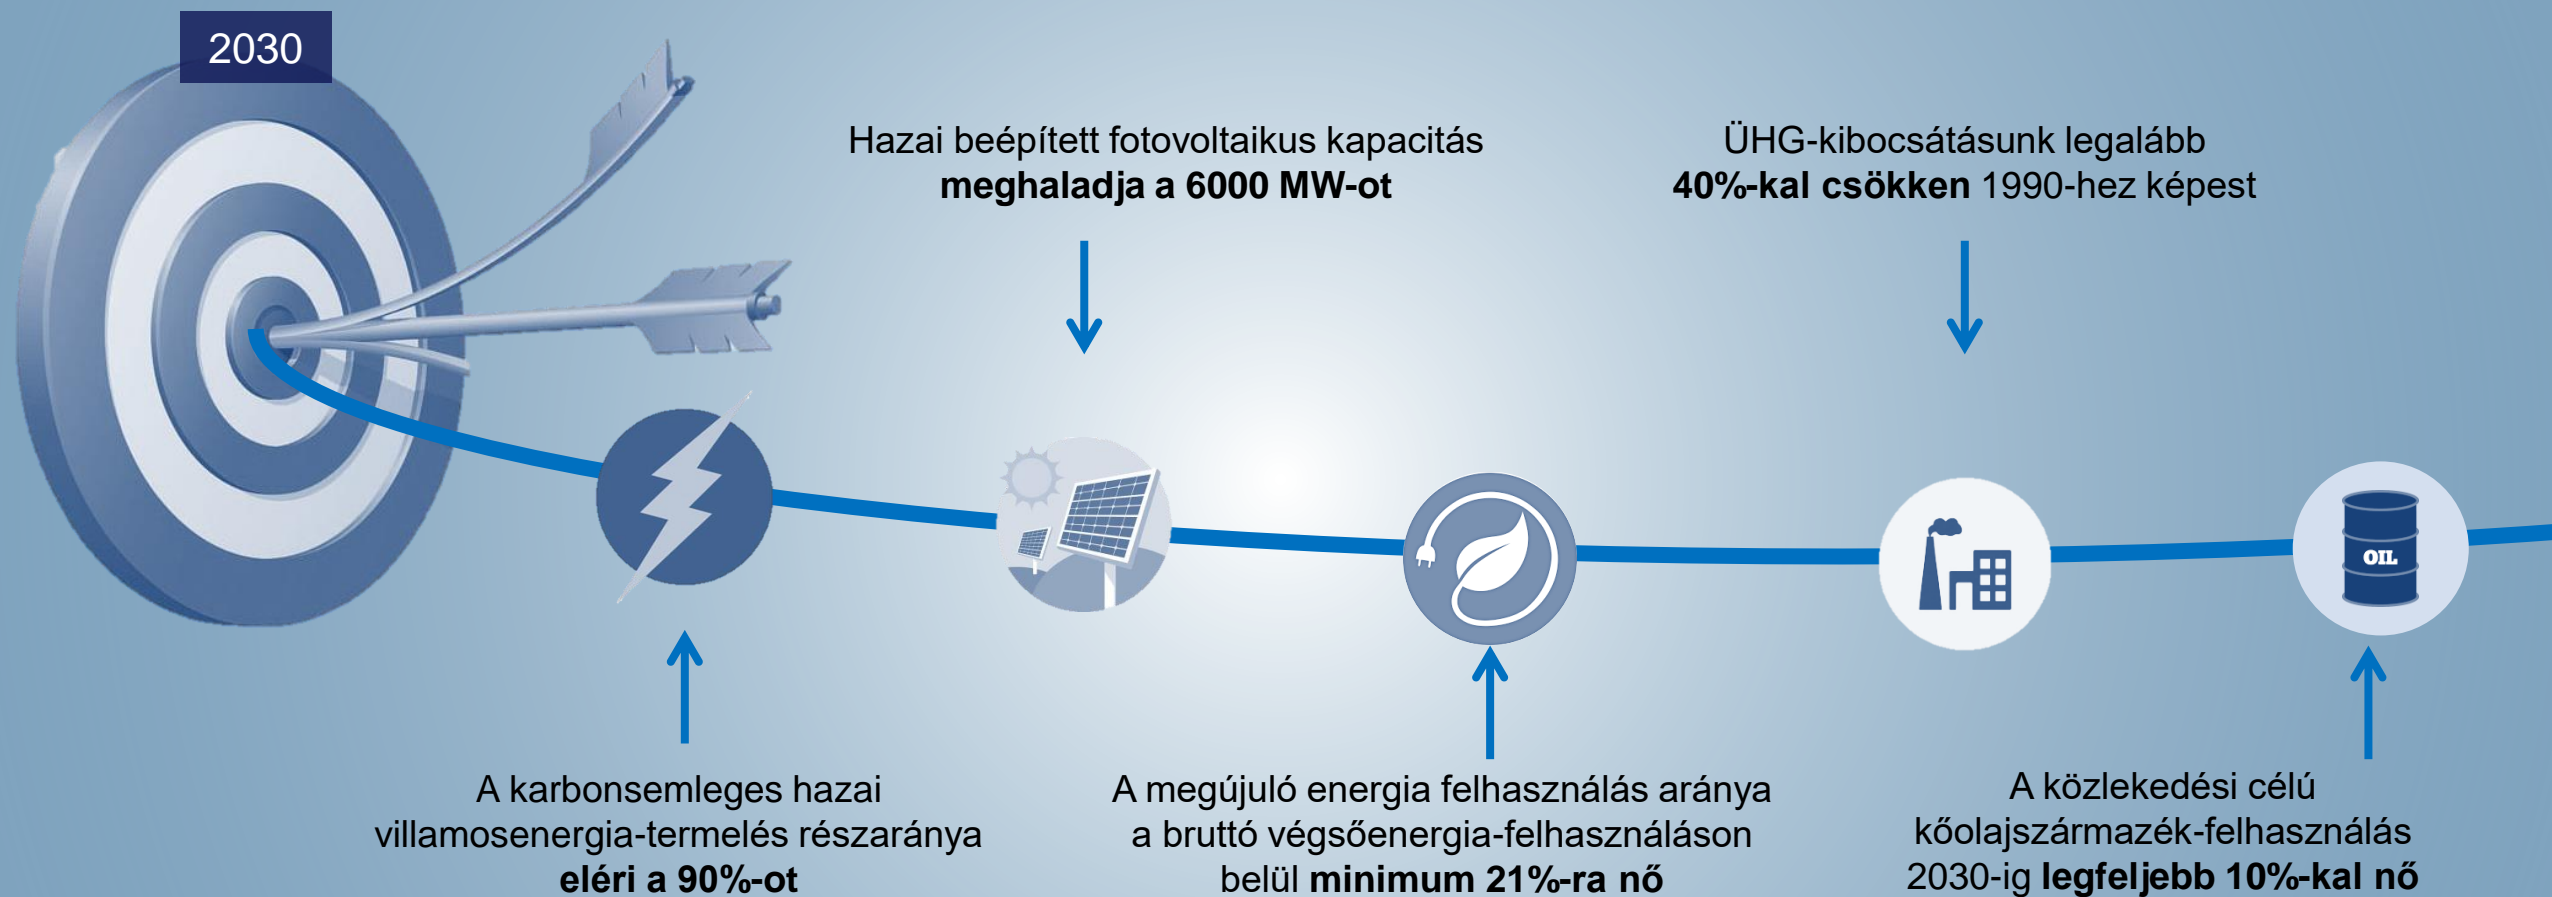 2030
Hazai beépített fotovoltaikus kapacitás
meghaladja a 6000 MW-ot
ÜHG-kibocsátásunk legalább
40%-kal csökken 1990-hez képest
OIL
A karbonsemleges hazai
villamosenergia-termelés részaránya
eléri a 90%-ot
A megújuló energia felhasználás aránya
a bruttó végsőenergia-felhasználáson
belül minimum 21%-ra nő
A közlekedési célú
kőolajszármazék-felhasználás
2030-ig legfeljebb 10%-kal nő